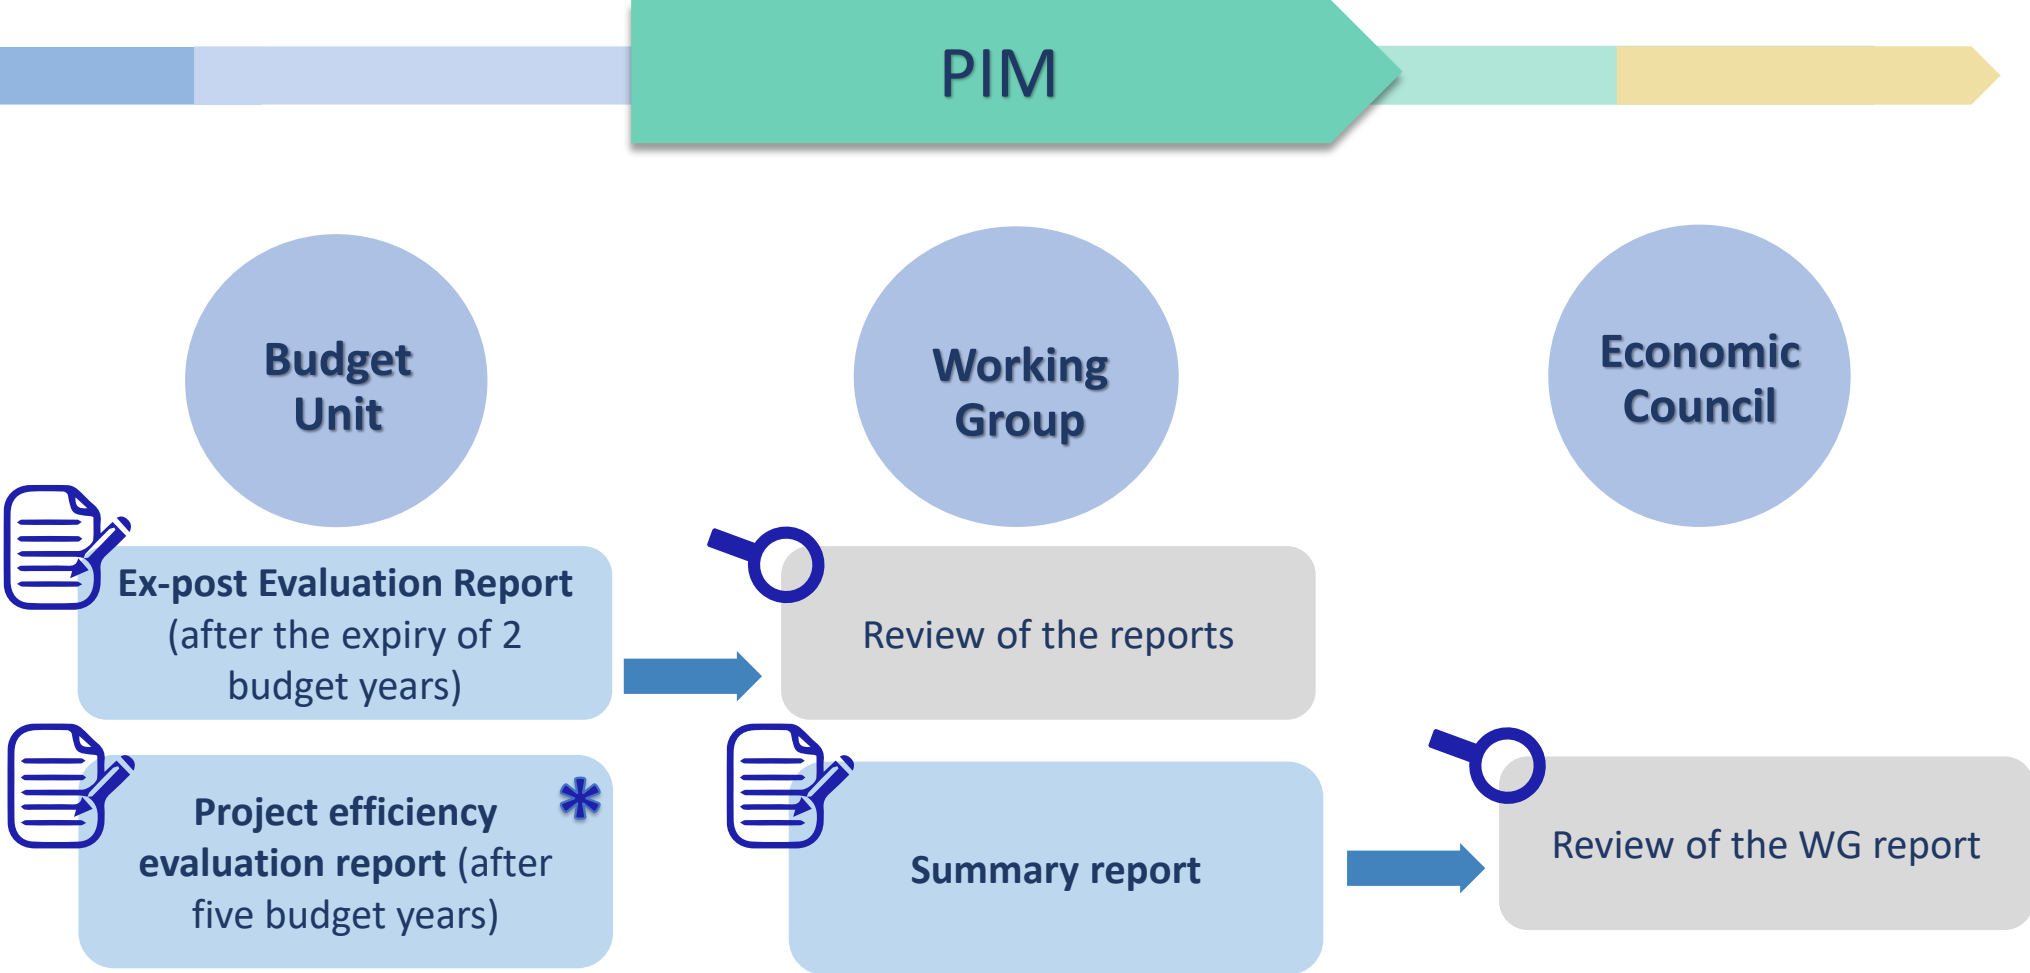 PIM
Budget
Unit
Working
Group
Economic
Council
Ex-post Evaluation Report
(after the expiry of 2
budget years)
Review of the reports
Project efficiency *
evaluation report (after
five budget years)
Summary report
Review of the WG report